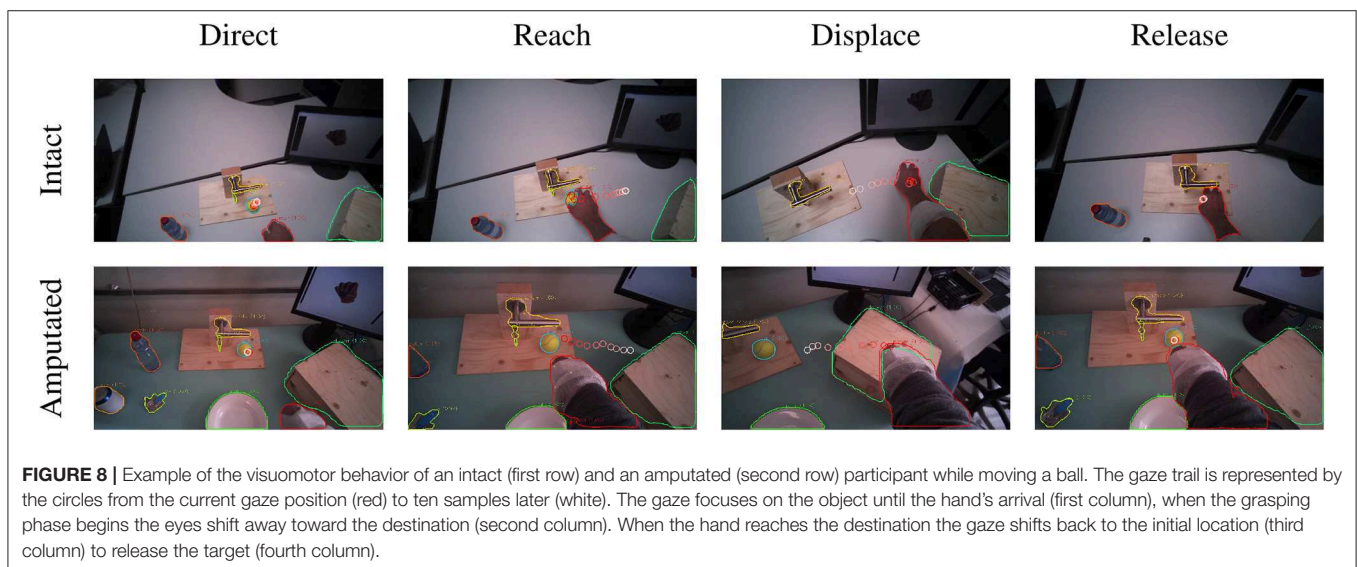 Direct
Reach
Displace
Release
Intact
Amputated
FIGURE 8 | Example of the visuomotor behavior of an intact (first row) and an amputated (second row) participant while moving a ball. The gaze trail is represented by
the circles from the current gaze position (red) to ten samples later (white). The gaze focuses on the object until the hand's arrival (first column), when the grasping
phase begins the eyes shift away toward the destination (second column). When the hand reaches the destination the gaze shifts back to the initial location (third
column) to release the target (fourth column).